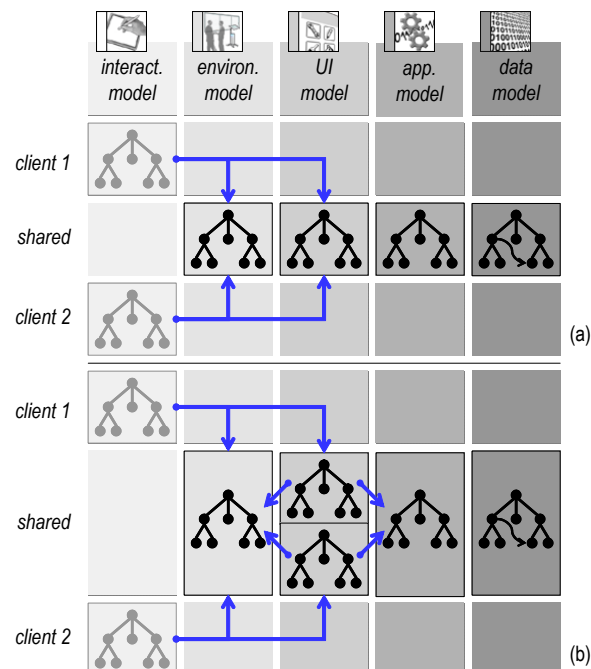 interact. environ. UI app. data
model model model model model
client 1
shared
client 2
(a)
client 1
shared
client 2
(b)